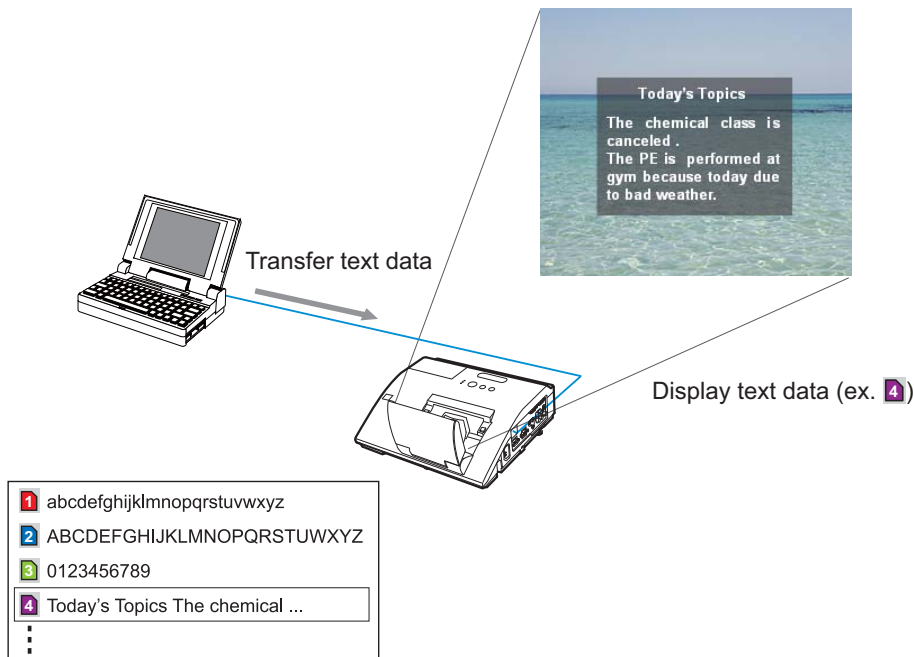 Today's Topics
The chemical class is
canceled .
The PE is performed at
gym because today due
to bad weather.
Transfer text data
Display text data (ex. 4)
1 abcdefghijklmnopqrstuvwxyz
2 ABCDEFGHIJKLMNOPQRSTUWXYZ
3 0123456789
4 Today’s Topics The chemical ...